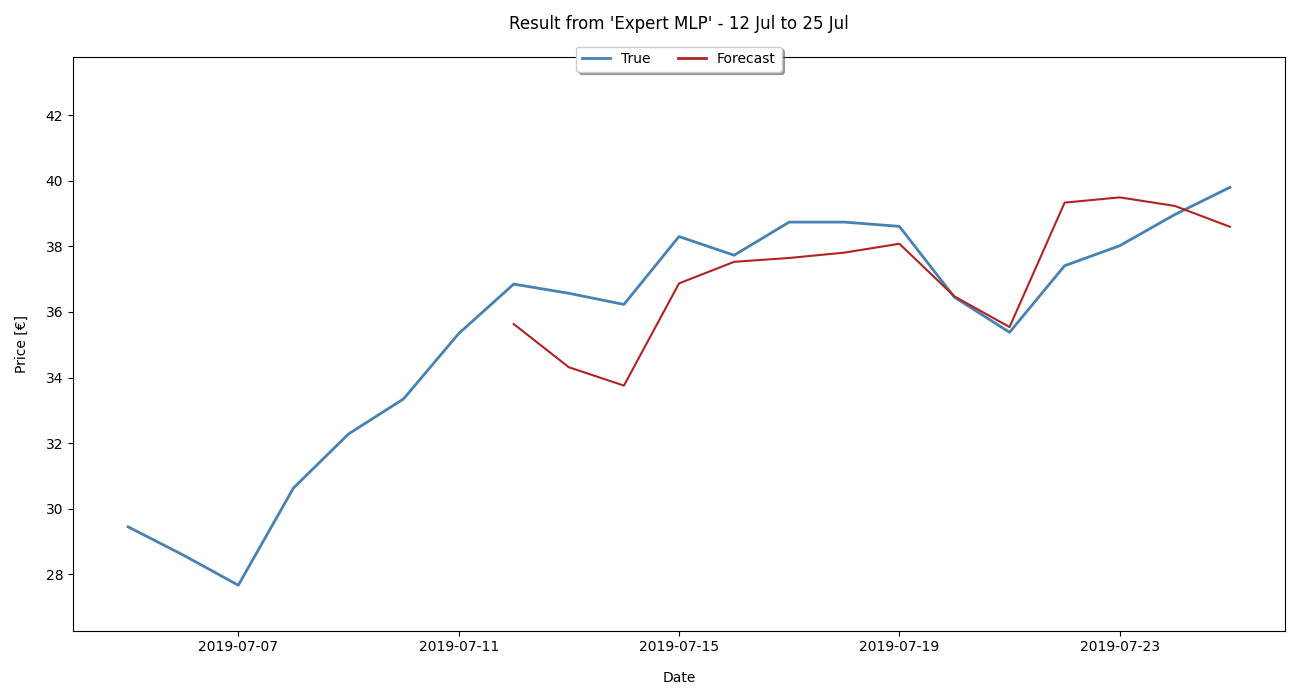 Result from 'Expert MLP' - 12 Jul to 25 Jul
True Forecast
42
40
38
36
34
32
30
28
Price [€]
2019-07-07 2019-07-11 2019-07-15 2019-07-19 2019-07-23
Date